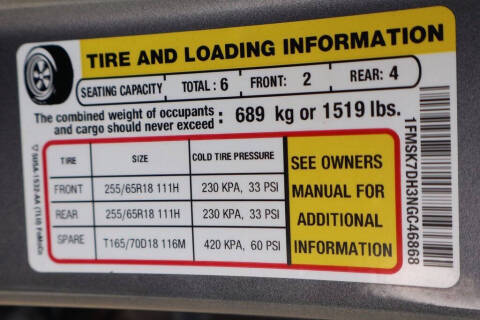 TIRE AND LOADING INFORMATION
SEATING CAPACITY TOTAL : 6 FRONT: 2 REAR: 4
The combined weight of occupants and cargo should never exceed : 689 kg or 1519 lbs.
TIRE SIZE COLD TIRE PRESSURE
FRONT 255/65R18 111H 230 KPA, 33 PSI
REAR 255/65R18 111H 230 KPA, 33 PSI
SPARE T165/70D18 116M 420 KPA, 60 PSI
SEE OWNERS
MANUAL FOR
ADDITIONAL
INFORMATION
1FMSK7DH3NGC46868